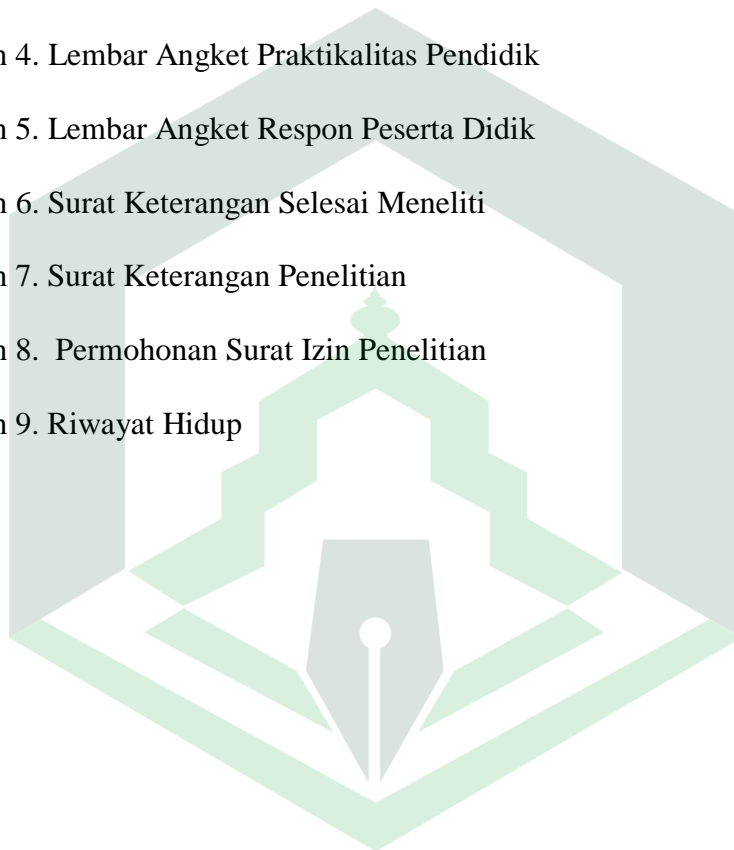 n 4. Lembar Angket Praktikalitas Pendidik
n 5. Lembar Angket Respon Peserta Didik
n 6. Surat Keterangan Selesai Meneliti
n 7. Surat Keterangan Penelitian
n 8. Permohonan Surat Izin Penelitian
n 9. Riwayat Hidup